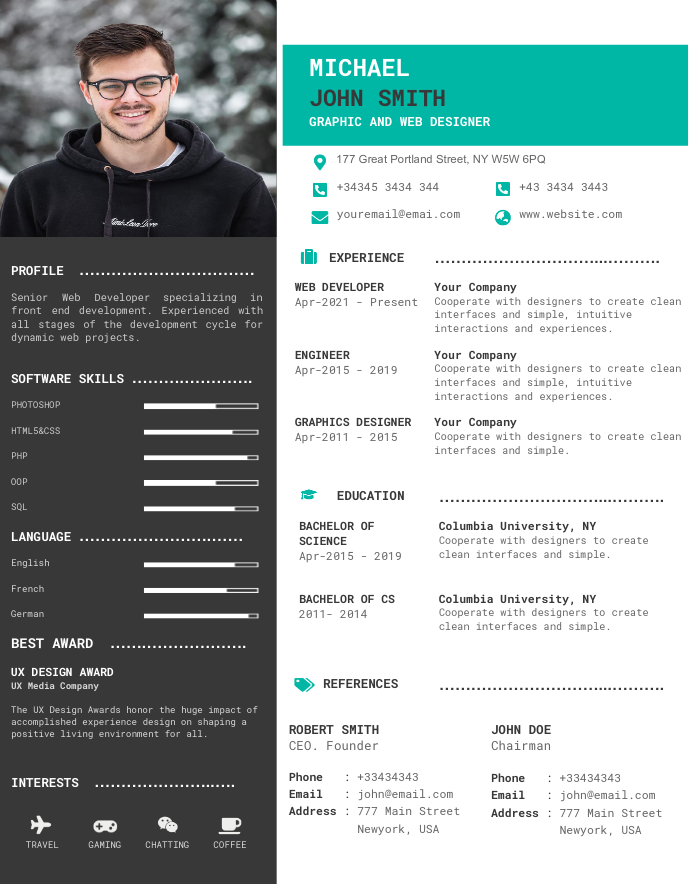 MICHAEL
JOHN SMITH
GRAPHIC AND WEB DESIGNER
177 Great Portland Street, NY W5W 6PQ
+34345 3434 344
+43 3434 3443
youremail@emai.com
www.website.com
PROFILE
Senior Web Developer specializing in
front end development. Experienced with
all stages of the development cycle for
dynamic web projects.
SOFTWARE SKILLS
PHOTOSHOP
HTML5&CSS
PHP
OOP
SQL
LANGUAGE
English
French
German
BEST AWARD
UX DESIGN AWARD
UX Media Company
The UX Design Awards honor the huge impact of
accomplished experience design on shaping a
positive living environment for all.
INTERESTS
TRAVEL
GAMING
CHATTING
COFFEE
EXPERIENCE
WEB DEVELOPER
Apr-2021 - Present
Your Company
Cooperate with designers to create clean
interfaces and simple, intuitive
interactions and experiences.
ENGINEER
Apr-2015 - 2019
Your Company
Cooperate with designers to create clean
interfaces and simple, intuitive
interactions and experiences.
GRAPHICS DESIGNER
Apr-2011 - 2015
Your Company
Cooperate with designers to create clean
interfaces and simple.
EDUCATION
BACHELOR OF
SCIENCE
Apr-2015 - 2019
Columbia University, NY
Cooperate with designers to create
clean interfaces and simple.
BACHELOR OF CS
2011- 2014
Columbia University, NY
Cooperate with designers to create
clean interfaces and simple.
REFERENCES
ROBERT SMITH
CEO. Founder
Phone : +33434343
Email : john@email.com
Address : 777 Main Street
Newyork, USA
JOHN DOE
Chairman
Phone : +33434343
Email : john@email.com
Address : 777 Main Street
Newyork, USA